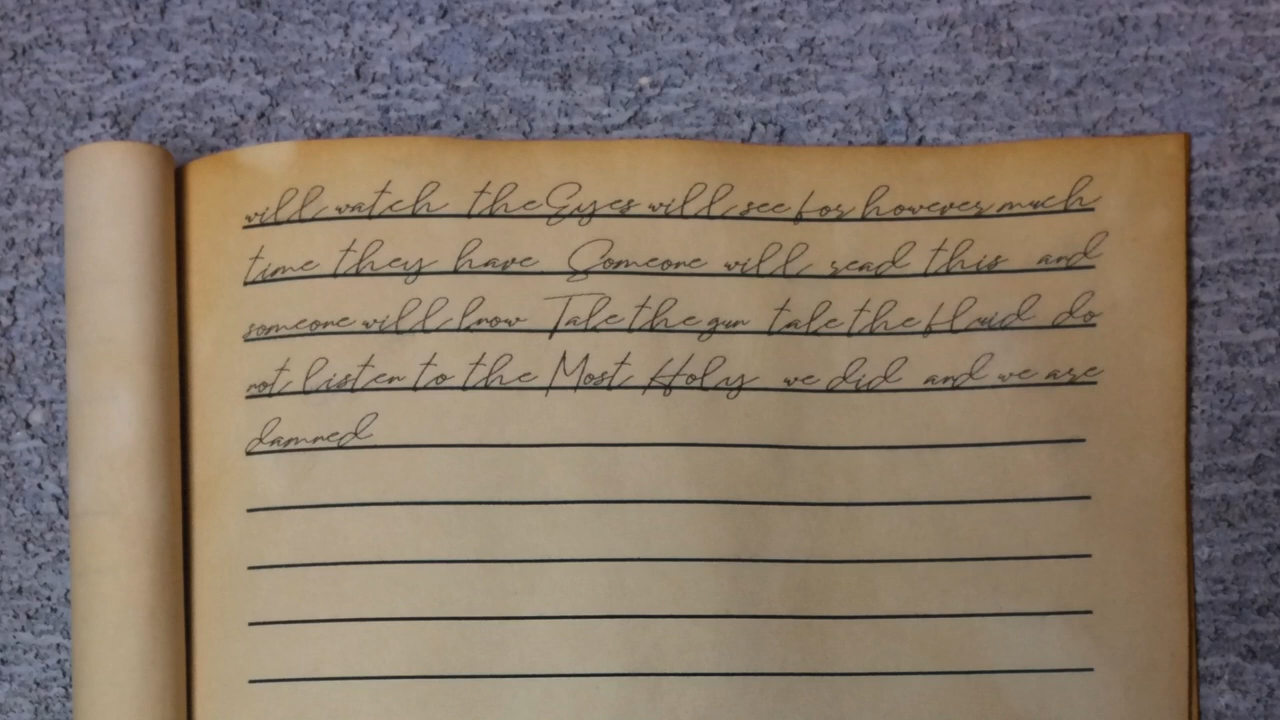 will watch the Eyes will see for however much
time they have. Someone will read this and
someone will know Take the gun take the fluid do
not listen to the Most Holy we did and we are
damned